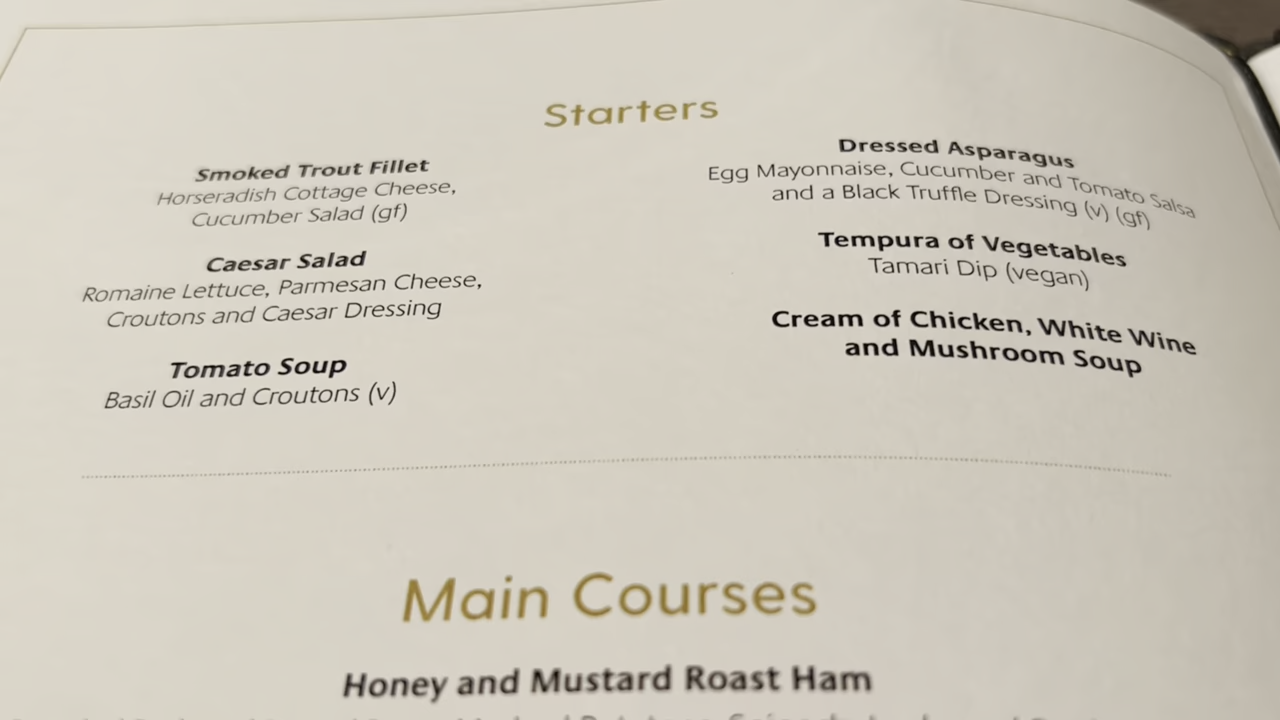 Starters
Smoked Trout Fillet
Horseradish Cottage Cheese,
Cucumber Salad (gf)
Caesar Salad
Romaine Lettuce, Parmesan Cheese,
Croutons and Caesar Dressing
Tomato Soup
Basil Oil and Croutons (v)
Dressed Asparagus
Egg Mayonnaise, Cucumber and Tomato Salsa
and a Black Truffle Dressing (v) (gf)
Tempura of Vegetables
Tamari Dip (vegan)
Cream of Chicken, White Wine
and Mushroom Soup
Main Courses
Honey and Mustard Roast Ham